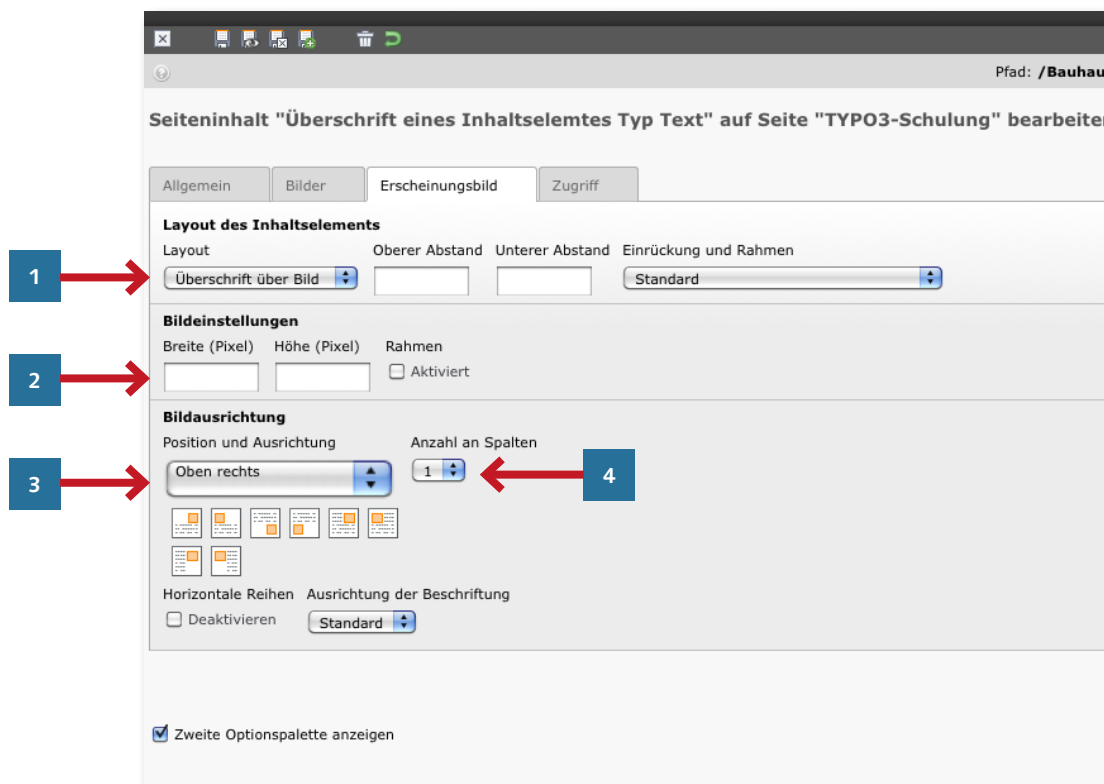 Pfad: /Bauhau
Seiteninhalt "Überschrift eines Inhaltselemtes Typ Text" auf Seite "TYPO3-Schulung" bearbeiten
Allgemein Bilder Erscheinungsbild Zugriff
Layout des Inhaltselements
Layout Oberer Abstand Unterer Abstand Einrückung und Rahmen
1 Überschrift über Bild Standard
Bildeinstellungen
Breite (Pixel) Höhe (Pixel) Rahmen
2 Aktiviert
Bildausrichtung
Position und Ausrichtung Anzahl an Spalten
3 Oben rechts 1 4
Horizontale Reihen Ausrichtung der Beschriftung
Deaktivieren Standard
Zweite Optionspalette anzeigen